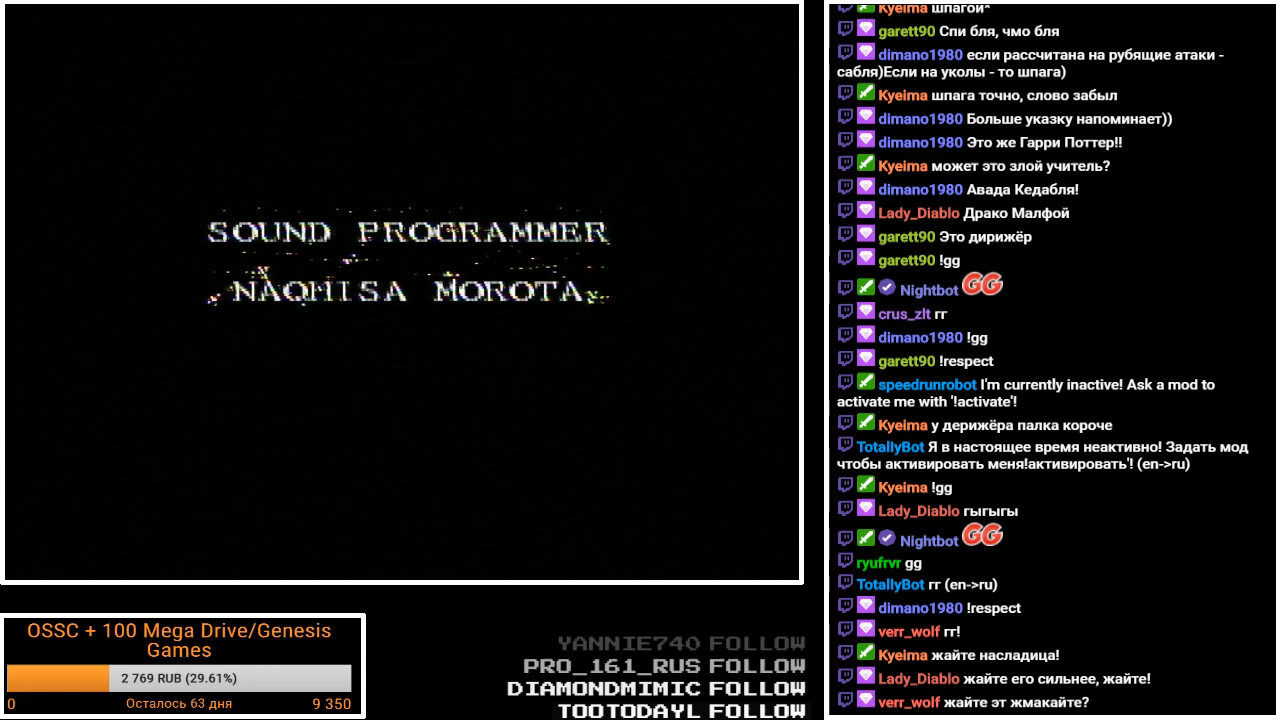 SOUND PROGRAMMER
NAOHISA MOROTA
OSSC + 100 Mega Drive/Genesis
Games
2 769 RUB (29.61%)
0
Осталось 63 дня
9 350
YANNIE740 FOLLOW
PRO_161_RUS FOLLOW
DIAMONDMIMIC FOLLOW
TOOTODAYL FOLLOW
Kyeima шпагой*
garett90 Спи бля, чмо бля
dimano1980 если рассчитана на рубящие атаки -
сабля)Если на уколы - то шпага)
Kyeima шпага точно, слово забыл
dimano1980 Больше указку напоминает))
dimano1980 Это же Гарри Поттер!!
Kyeima может это злой учитель?
dimano1980 Авада Кедабля!
Lady_Diablo Драко Малфой
garett90 Это дирижёр
garett90 !gg
Nightbot GG
crus_zlt гг
dimano1980 !gg
garett90 !respect
speedrunrobot I'm currently inactive! Ask a mod to
activate me with '!activate'!
Kyeima у дерижёра палка короче
TotallyBot Я в настоящее время неактивно! Задать мод
чтобы активировать меня!активировать'! (en->ru)
Kyeima !gg
Lady_Diablo гыгыгы
Nightbot GG
ryufrvr gg
TotallyBot гг (en->ru)
dimano1980 !respect
verr_wolf гг!
Kyeima жайте насладица!
Lady_Diablo жайте его сильнее, жайте!
verr_wolf жайте эт жмакайте?